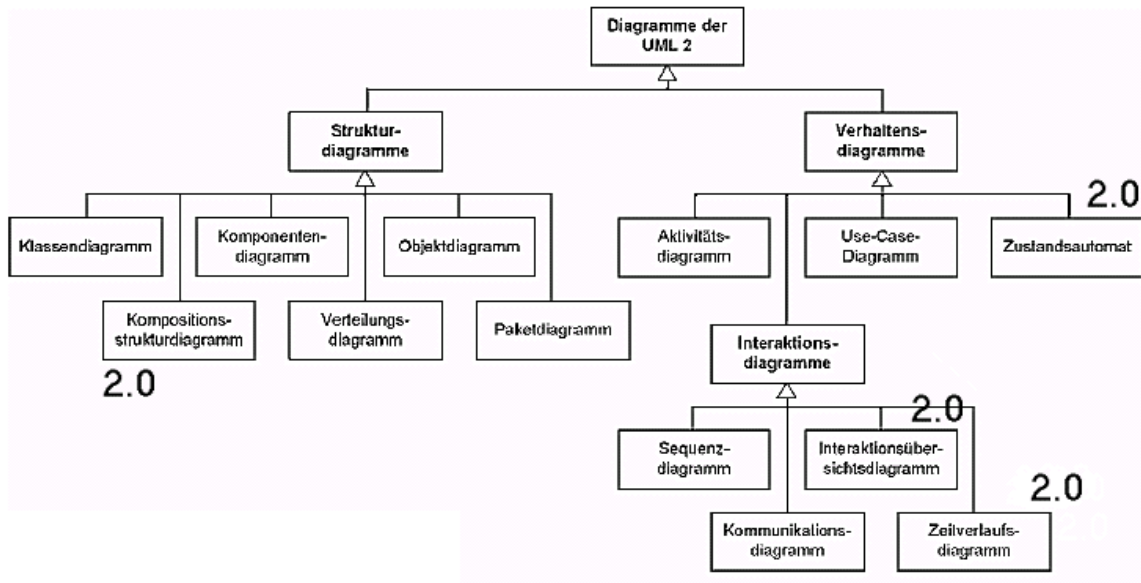 Diagramme der
UML 2
Struktur-
diagramme
Verhaltens-
diagramme
2.0
Klassendiagramm
Komponenten-
diagramm
Objektdiagramm
Aktivitäts-
diagramm
Use-Case-
Diagramm
Zustandsautomat
Kompositions-
strukturdiagramm
Verteilungs-
diagramm
Paketdiagramm
2.0
Interaktions-
diagramme
2.0
Sequenz-
diagramm
Interaktionsüber-
sichtsdiagramm
2.0
Kommunikations-
diagramm
Zeitverlaufs-
diagramm
2.0